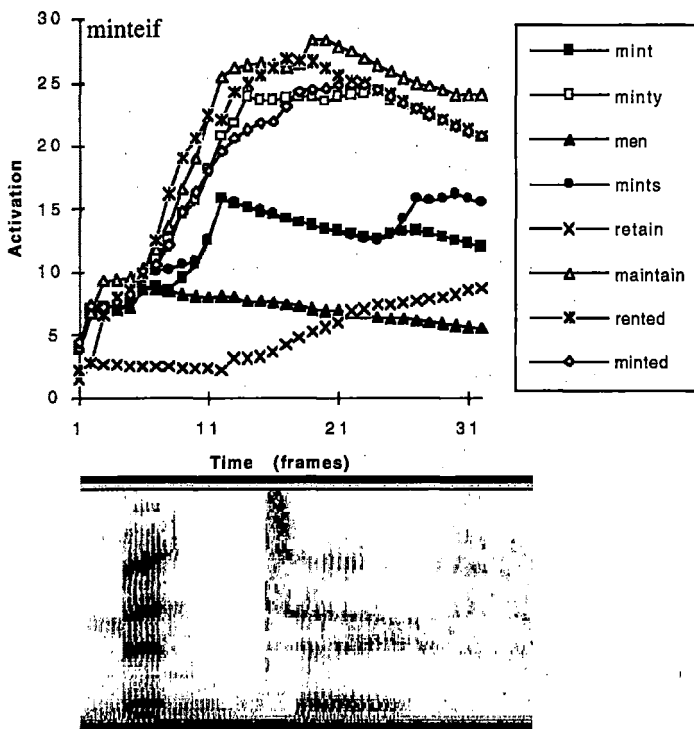 minteif
30
25
20
15
10
5
0
Activation
1 11 21 31
Time (frames)
mint
minty
men
mints
retain
maintain
rented
minted